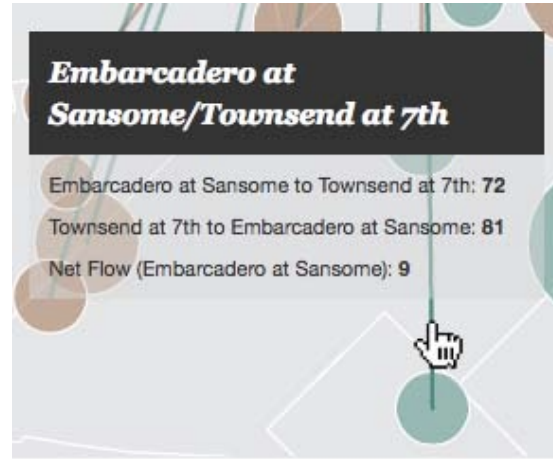 Embarcadero at
Sansome/Townsend at 7th
Embarcadero at Sansome to Townsend at 7th: 72
Townsend at 7th to Embarcadero at Sansome: 81
Net Flow (Embarcadero at Sansome): 9